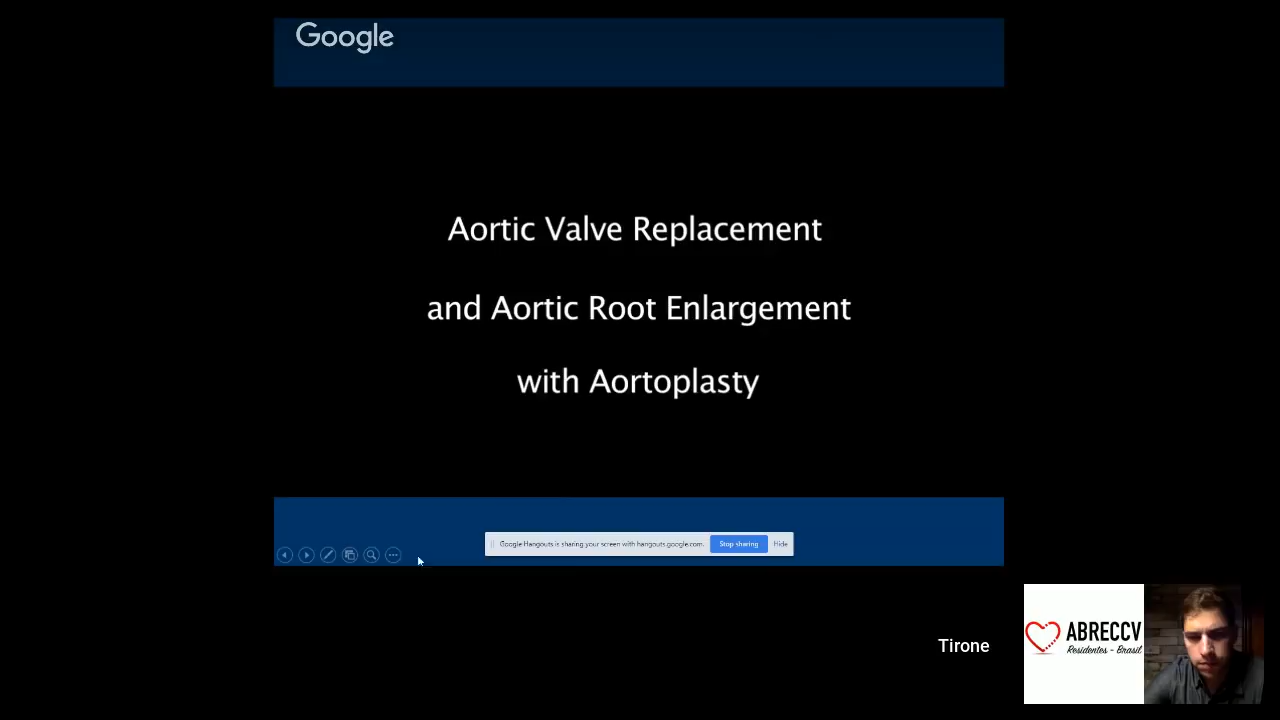 Google
Aortic Valve Replacement
and Aortic Root Enlargement
with Aortoplasty
Google Hangouts is sharing your screen with hangouts.google.com.
Stop sharing
Hide
Tirone
ABRECCV
Residentes - Brasil